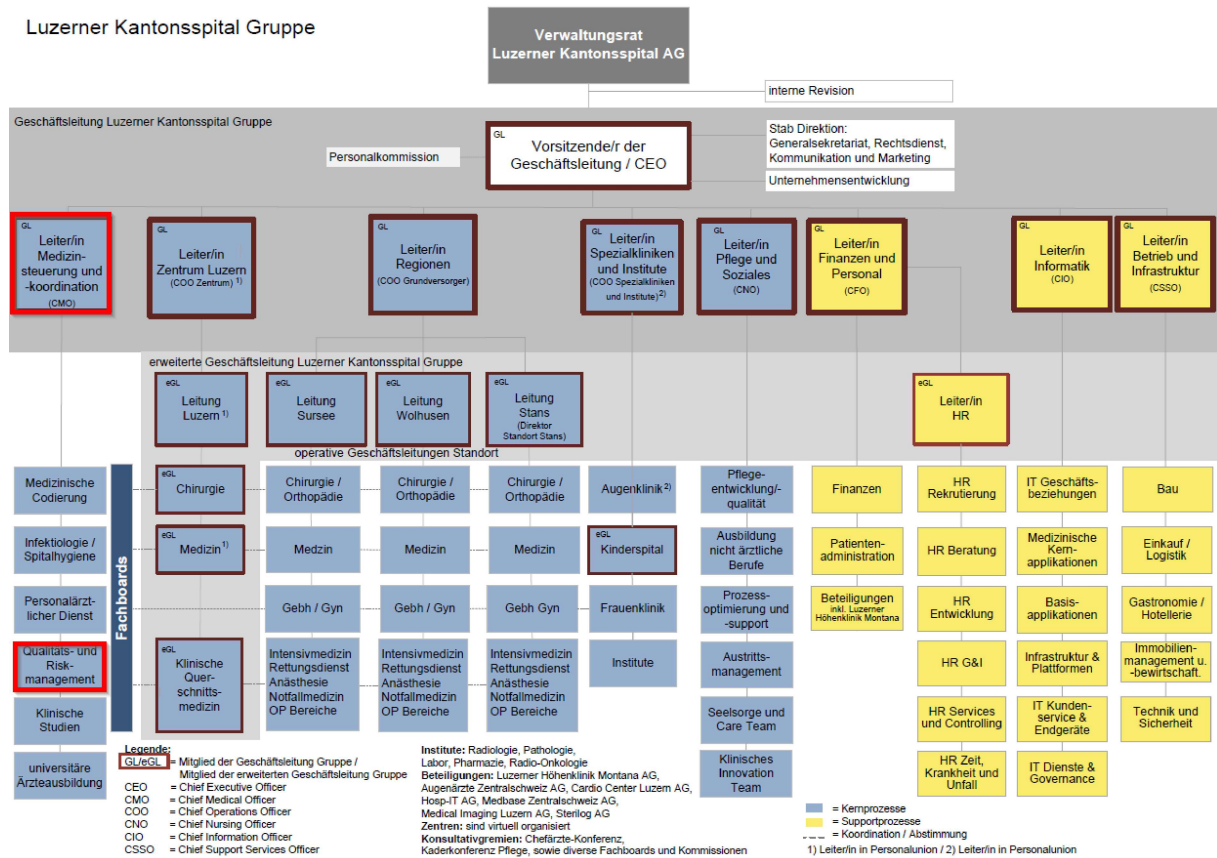 Luzerner Kantonsspital Gruppe
Verwaltungsrat
Luzerner Kantonsspital AG
interne Revision
Geschäftsleitung Luzerner Kantonsspital Gruppe
GL
Vorsitzende/r der
Geschäftsleitung / CEO
Personalkommission
Stab Direktion:
Generalsekretariat, Rechtsdienst,
Kommunikation und Marketing
Unternehmensentwicklung
GL
Leiter/in
Medizin-
steuerung und
-koordination
(CMO)
GL
Leiter/in
Zentrum Luzern
(COO Zentrum) 1)
GL
Leiter/in
Regionen
(COO Grundversorger)
GL
Leiter/in
Spezialkliniken
und Institute
(COO Spezialkliniken
und Institute) 2)
GL
Leiter/in
Pflege und
Soziales
(CNO)
GL
Leiter/in
Finanzen und
Personal
(CFO)
GL
Leiter/in
Informatik
(CIO)
GL
Leiter/in
Betrieb und
Infrastruktur
(CSSO)
erweiterte Geschäftsleitung Luzerner Kantonsspital Gruppe
eGL
Leitung
Luzern 1)
eGL
Leitung
Sursee
eGL
Leitung
Wolhusen
eGL
Leitung
Stans
(Direktor
Standort Stans)
eGL
Leiter/in
HR
operative Geschäftsleitungen Standort
Medizinische
Codierung
Infektiologie /
Spitalhygiene
Personalärzt-
licher Dienst
Qualitäts- und
Risk-
management
Klinische
Studien
universitäre
Ärzteausbildung
Fachboards
eGL
Chirurgie
eGL
Medizin 1)
eGL
Klinische
Quer-
schnitts-
medizin
Chirurgie /
Orthopädie
Medzin
Gebh / Gyn
Intensivmedizin
Rettungsdienst
Anästhesie
Notfallmedizin
OP Bereiche
Chirurgie /
Orthopädie
Medizin
Gebh / Gyn
Intensivmedizin
Rettungsdienst
Anästhesie
Notfallmedizin
OP Bereiche
Chirurgie /
Orthopädie
Medizin
Gebh Gyn
Intensivmedizin
Rettungsdienst
Anästhesie
Notfallmedizin
OP Bereiche
Augenklinik 2)
eGL
Kinderspital
Frauenklinik
Institute
Pflege-
entwicklung/-
qualität
Ausbildung
nicht ärztliche
Berufe
Prozess-
optimierung und
-support
Austritts-
management
Seelsorge und
Care Team
Klinisches
Innovation
Team
Finanzen
Patienten-
administration
Beteiligungen
inkl. Luzerner
Höhenklinik Montana
HR
Rekrutierung
HR Beratung
HR
Entwicklung
HR G&I
HR Services
und Controlling
HR Zeit,
Krankheit und
Unfall
IT Geschäfts-
beziehungen
Medizinische
Kern-
applikationen
Basis-
applikationen
Infrastruktur &
Plattformen
IT Kunden-
service &
Endgeräte
IT Dienste &
Governance
Bau
Einkauf /
Logistik
Gastronomie /
Hotellerie
Immobilien-
management u.
-bewirtschaft.
Technik und
Sicherheit
Legende:
GL/eGL = Mitglied der Geschäftsleitung Gruppe /
Mitglied der erweiterten Geschäftsleitung Gruppe
CEO = Chief Executive Officer
CMO = Chief Medical Officer
COO = Chief Operations Officer
CNO = Chief Nursing Officer
CIO = Chief Information Officer
CSSO = Chief Support Services Officer
Institute: Radiologie, Pathologie,
Labor, Pharmazie, Radio-Onkologie
Beteiligungen: Luzerner Höhenklinik Montana AG,
Augenärzte Zentralschweiz AG, Cardio Center Luzern AG,
Hosp-IT AG, Medbase Zentralschweiz AG,
Medical Imaging Luzern AG, Sterilog AG
Zentren: sind virtuell organisiert
Konsultativgremien: Chefärzte-Konferenz,
Kaderkonferenz Pflege, sowie diverse Fachboards und Kommissionen
= Kernprozesse
= Supportprozesse
= Koordination / Abstimmung
1) Leiter/in in Personalunion / 2) Leiter/in in Personalunion